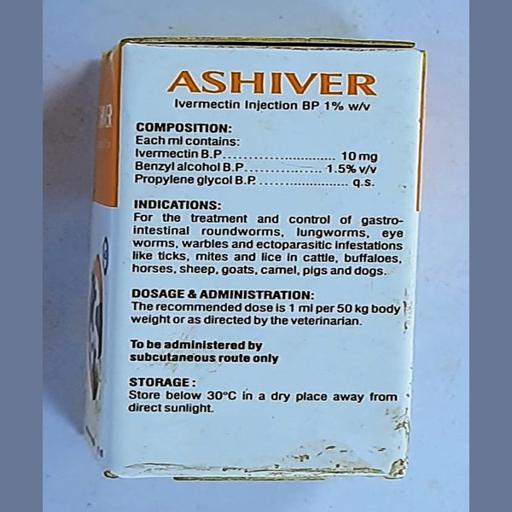 ASHIVER
Ivermectin Injection BP 1% w/v
COMPOSITION:
Each ml contains:
Ivermectin B.P............................... 10 mg
Benzyl alcohol B.P...................... 1.5% v/v
Propylene glycol B.P. ........................ q.s.
INDICATIONS:
For the treatment and control of gastro-
intestinal roundworms, lungworms, eye
worms, warbles and ectoparasitic infestations
like ticks, mites and lice in cattle, buffaloes,
horses, sheep, goats, camel, pigs and dogs.
DOSAGE & ADMINISTRATION:
The recommended dose is 1 ml per 50 kg body
weight or as directed by the veterinarian.
To be administered by
subcutaneous route only
STORAGE :
Store below 30°C in a dry place away from
direct sunlight.